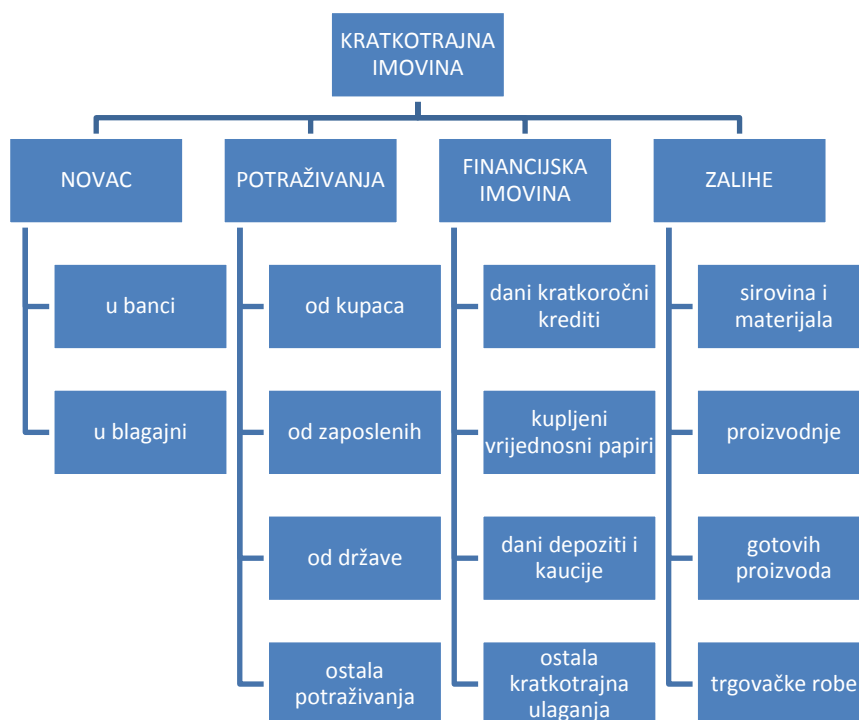 KRATKOTRAJNA
IMOVINA
NOVAC
u banci
u blagajni
POTRAŽIVANJA
od kupaca
od zaposlenih
od države
ostala
potraživanja
FINANCIJSKA
IMOVINA
dani kratkoročni
krediti
kupljeni
vrijednosni papiri
dani depoziti i
kaucije
ostala
kratkotrajna
ulaganja
ZALIHE
sirovina i
materijala
proizvodnje
gotovih
proizvoda
trgovačke robe